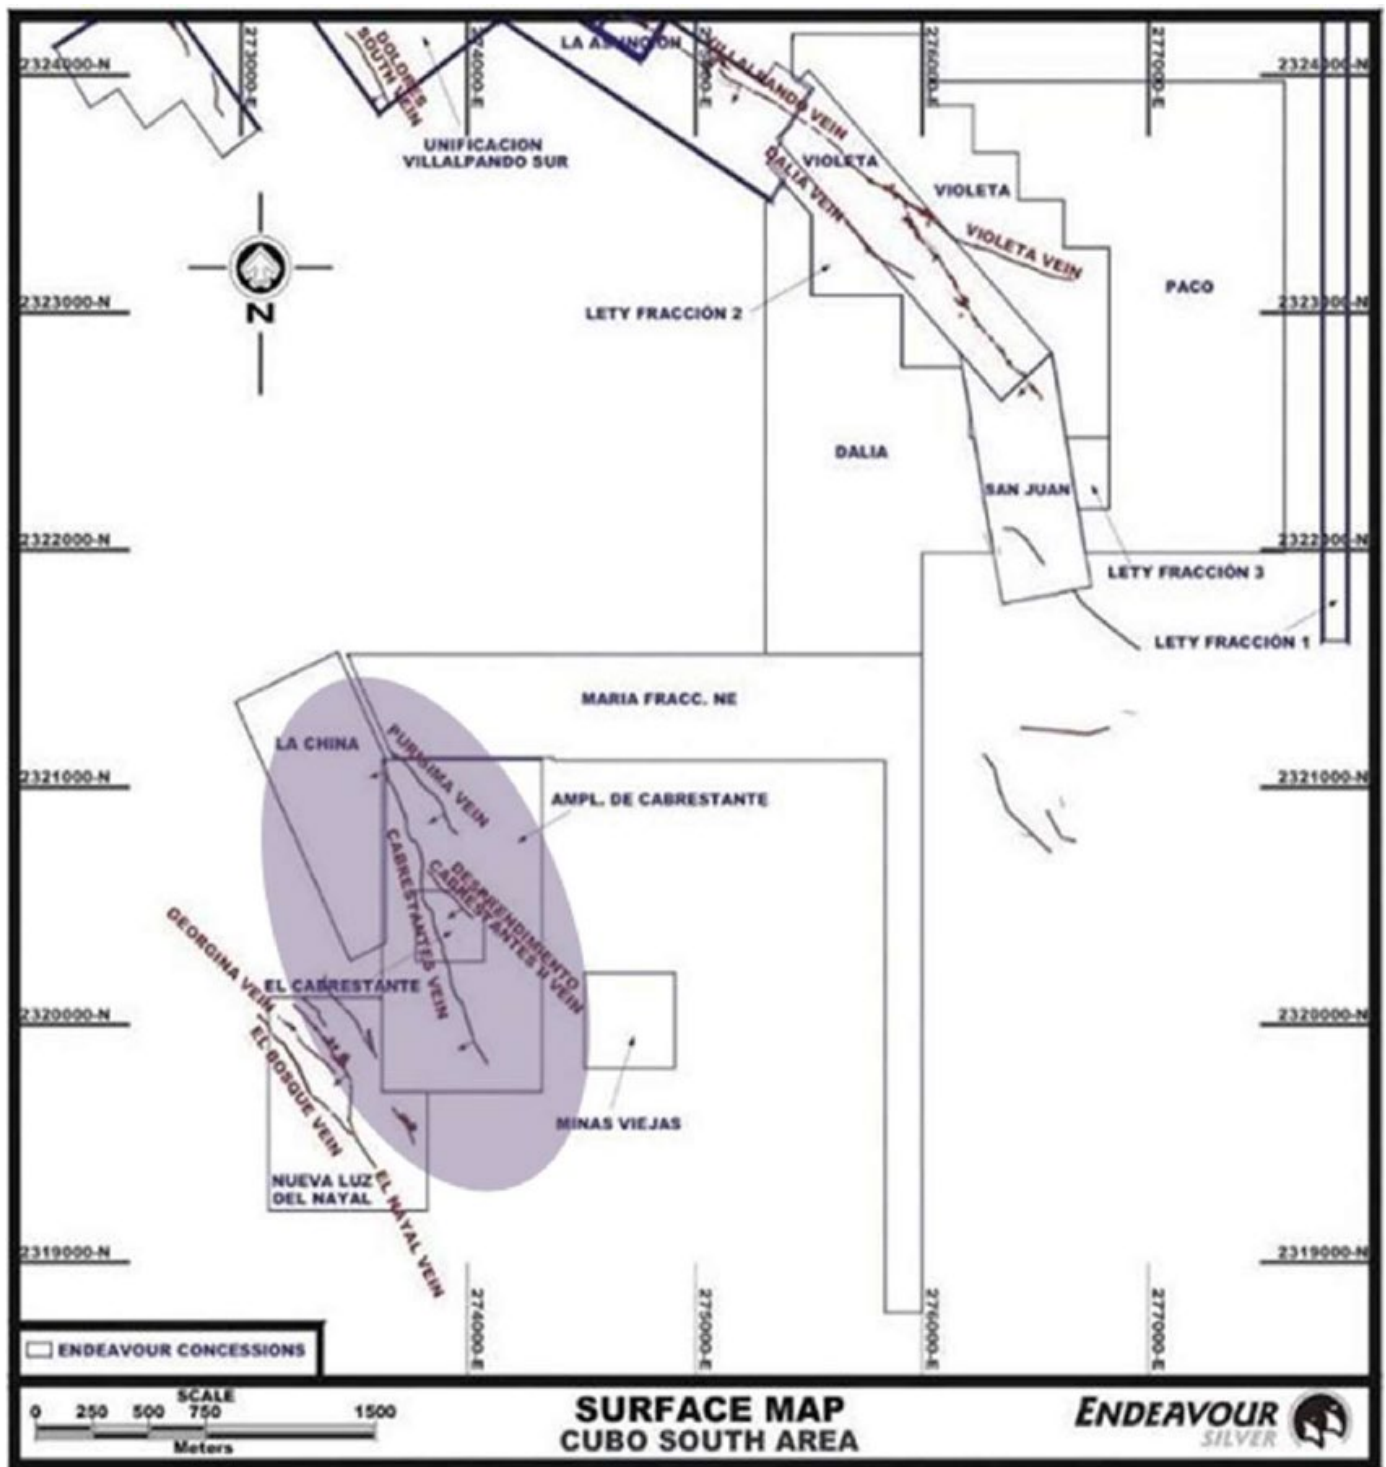 2324000-N
273000-E
DOLORES
SOUTH VEIN
274000-E
LA ASUNCION
VILLALPANDO VEIN
276000-E
277000-E
UNIFICACION
VILLALPANDO SUR
DALIA VEIN
VIOLETA
VIOLETA
VIOLETA VEIN
PACO
N
2323000-N
LETY FRACCIÓN 2
DALIA
SAN JUAN
2322000-N
LETY FRACCIÓN 3
LETY FRACCIÓN 1
MARIA FRACC. NE
LA CHINA
PURISIMA VEIN
2321000-N
2321000-N
AMPL. DE CABRESTANTE
CABRESTANTES VEIN
DESPRENDIMIENTO
CABRESTANTES II VEIN
GEORGINA VEIN
EL CABRESTANTE
2320000-N
2320000-N
EL BOSQUE VEIN
MINAS VIEJAS
NUEVA LUZ
DEL NAYAL
EL NAYAL VEIN
2319000-N
2319000-N
274000-E
275000-E
276000-E
277000-E
ENDEAVOUR CONCESSIONS
SCALE
0 250 500 750 1500
Meters
SURFACE MAP
CUBO SOUTH AREA
ENDEAVOUR
SILVER